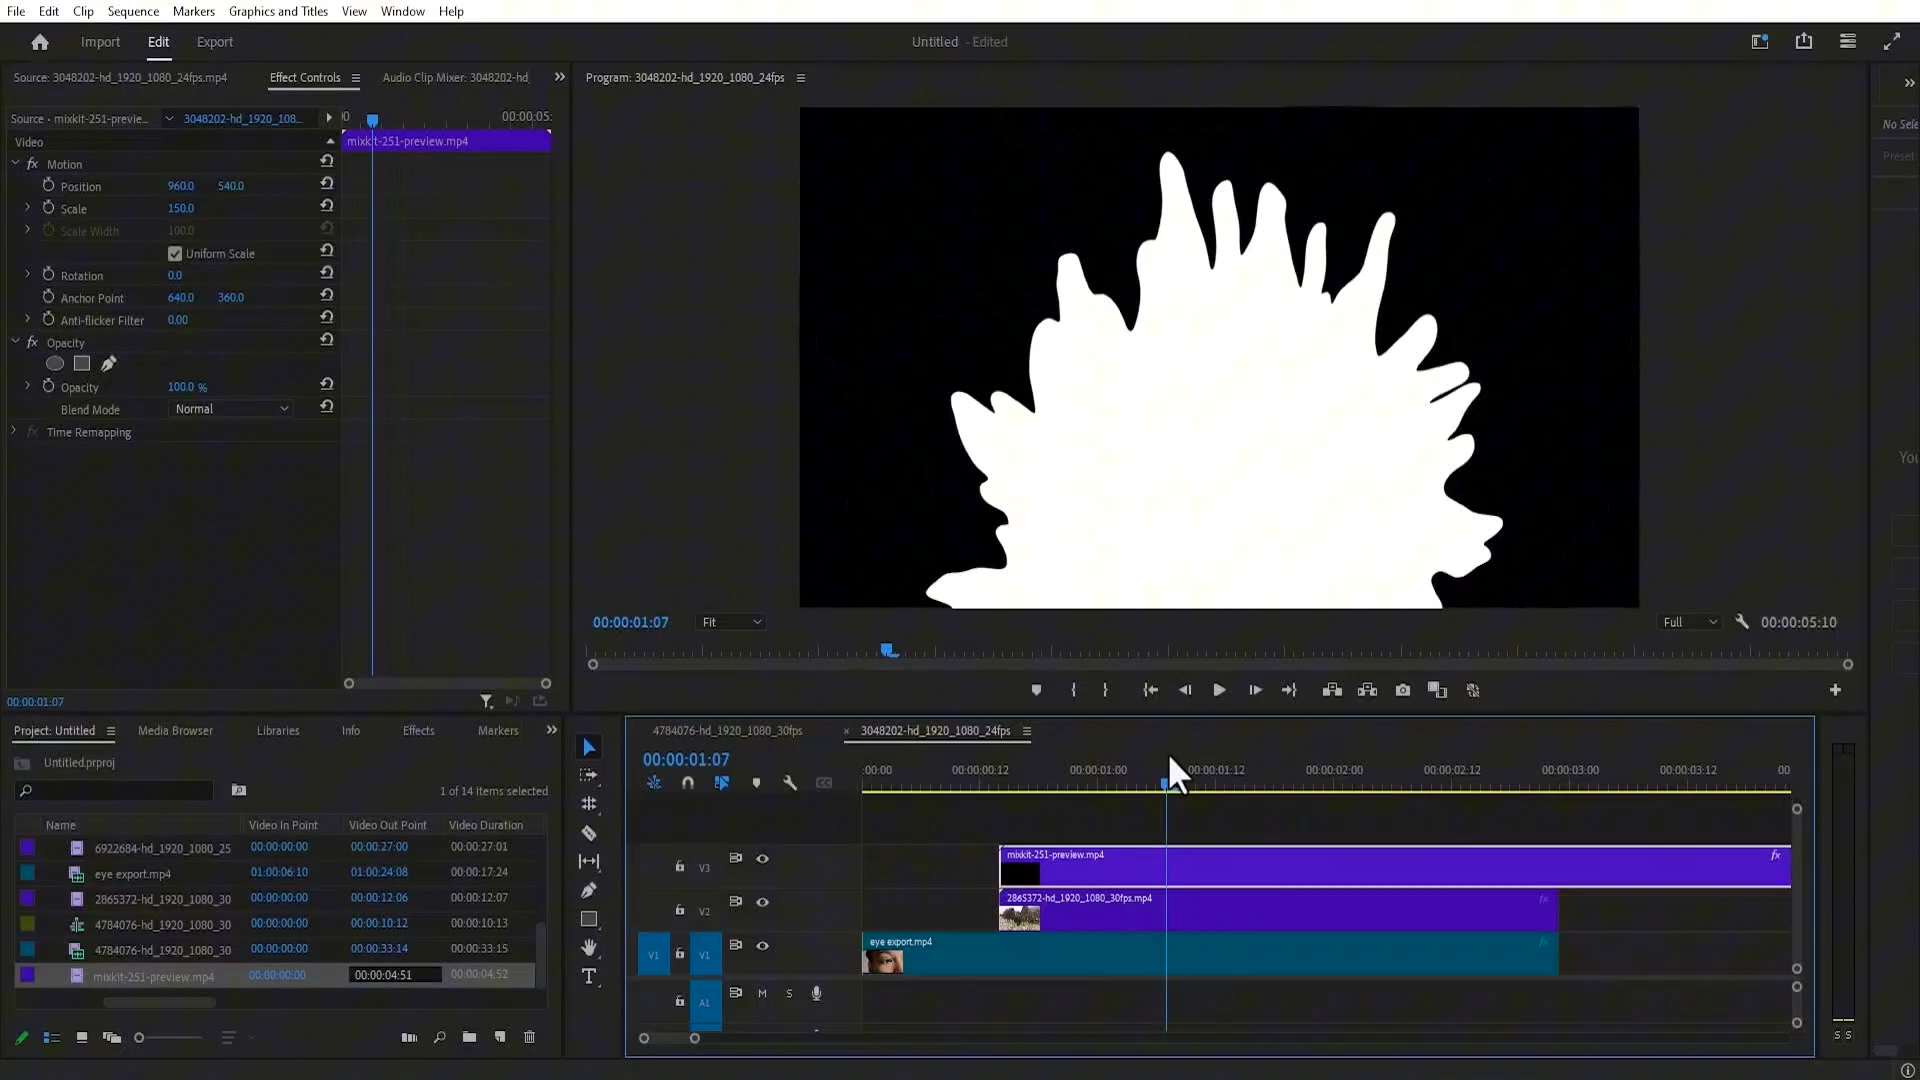 File Edit Clip Sequence Markers Graphics and Titles View Window Help
Import Edit Export
Untitled - Edited
Source: 3048202-hd_1920_1080_24fps.mp4
Effect Controls
Audio Clip Mixer: 3048202-hd
Program: 3048202-hd_1920_1080_24fps
Source - mixkit-251-previe...
3048202-hd_1920_108...
00:00:05:
Video
mixkit-251-preview.mp4
Motion
Position 960.0 540.0
Scale 150.0
Scale Width 100.0
Uniform Scale
Rotation 0.0
Anchor Point 640.0 360.0
Anti-flicker Filter 0.00
fx Opacity
Opacity 100.0 %
Blend Mode Normal
fx Time Remapping
00:00:01:07
No Sele
Preset
You
00:00:01:07
Fit
Full
00:00:05:10
Project: Untitled
Media Browser
Libraries
Info
Effects
Markers
Untitled.prproj
1 of 14 Items selected
Name Video In Point Video Out Point Video Duration
6922684-hd_1920_1080_25 00:00:00:00 00:00:27:00 00:00:27:01
eye export.mp4 01:00:06:10 01:00:24:08 00:00:17:24
2865372-hd_1920_1080_30 00:00:00:00 00:00:12:06 00:00:12:07
4784076-hd_1920_1080_30 00:00:00:00 00:00:10:12 00:00:10:13
4784076-hd_1920_1080_30 00:00:00:00 00:00:33:14 00:00:33:15
mixkit-251-preview.mp4 00:00:00:00 00:00:04:51 00:00:04:52
4784076-hd_1920_1080_30fps
3048202-hd_1920_1080_24fps
00:00:01:07
:00:00 00:00:00:12 00:00:01:00 00:00:01:12 00:00:02:00 00:00:02:12 00:00:03:00 00:00:03:12 00
V3
mixkit-251-preview.mp4 fx
V2
2865372-hd_1920_1080_30fps.mp4 fx
V1 V1
eye export.mp4 fx
A1 M S
S S